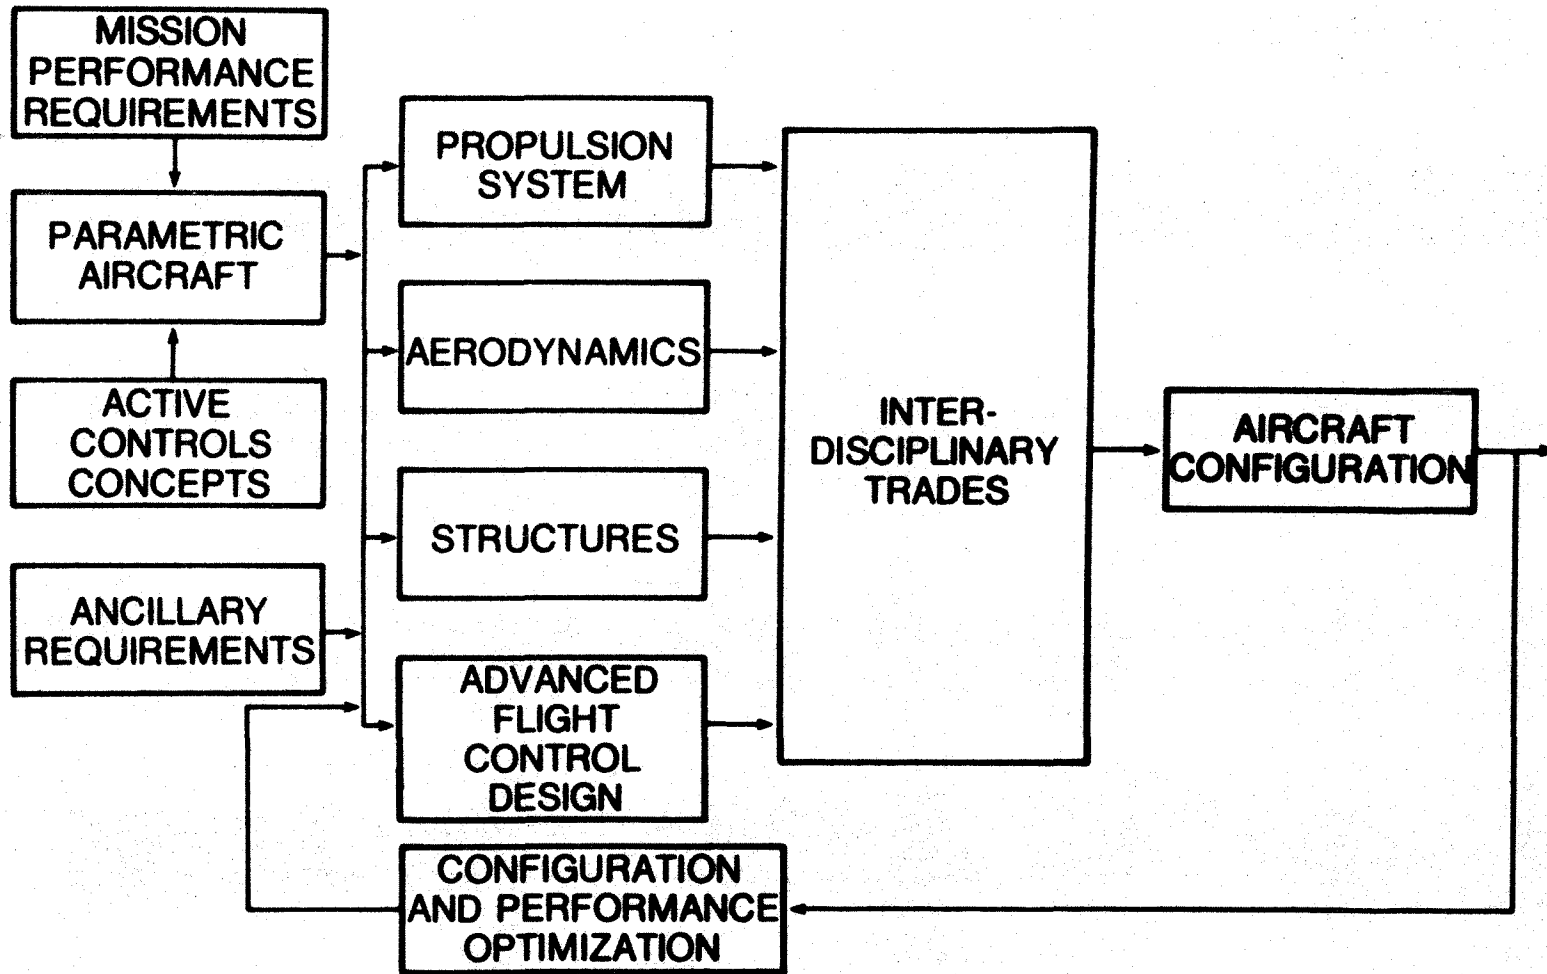 MISSION
PERFORMANCE
REQUIREMENTS
PARAMETRIC
AIRCRAFT
ACTIVE
CONTROLS
CONCEPTS
ANCILLARY
REQUIREMENTS
PROPULSION
SYSTEM
AERODYNAMICS
STRUCTURES
ADVANCED
FLIGHT
CONTROL
DESIGN
CONFIGURATION
AND PERFORMANCE
OPTIMIZATION
INTER-
DISCIPLINARY
TRADES
AIRCRAFT
CONFIGURATION